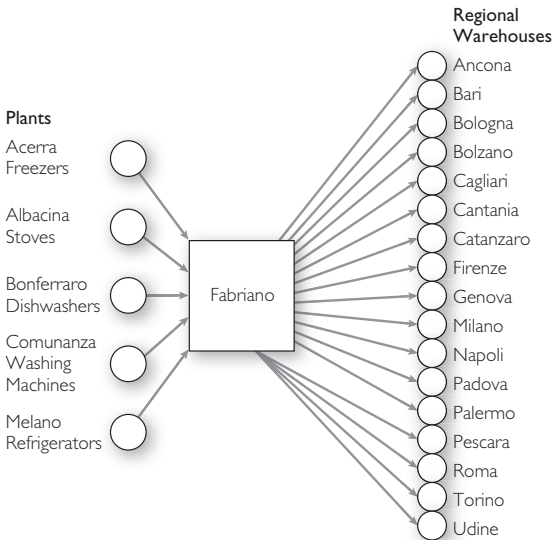 Plants
Acerra
Freezers
Albacina
Stoves
Bonferraro
Dishwashers
Comunanza
Washing
Machines
Melano
Refrigerators
Fabriano
Regional
Warehouses
Ancona
Bari
Bologna
Bolzano
Cagliari
Cantania
Catanzaro
Firenze
Genova
Milano
Napoli
Padova
Palermo
Pescara
Roma
Torino
Udine